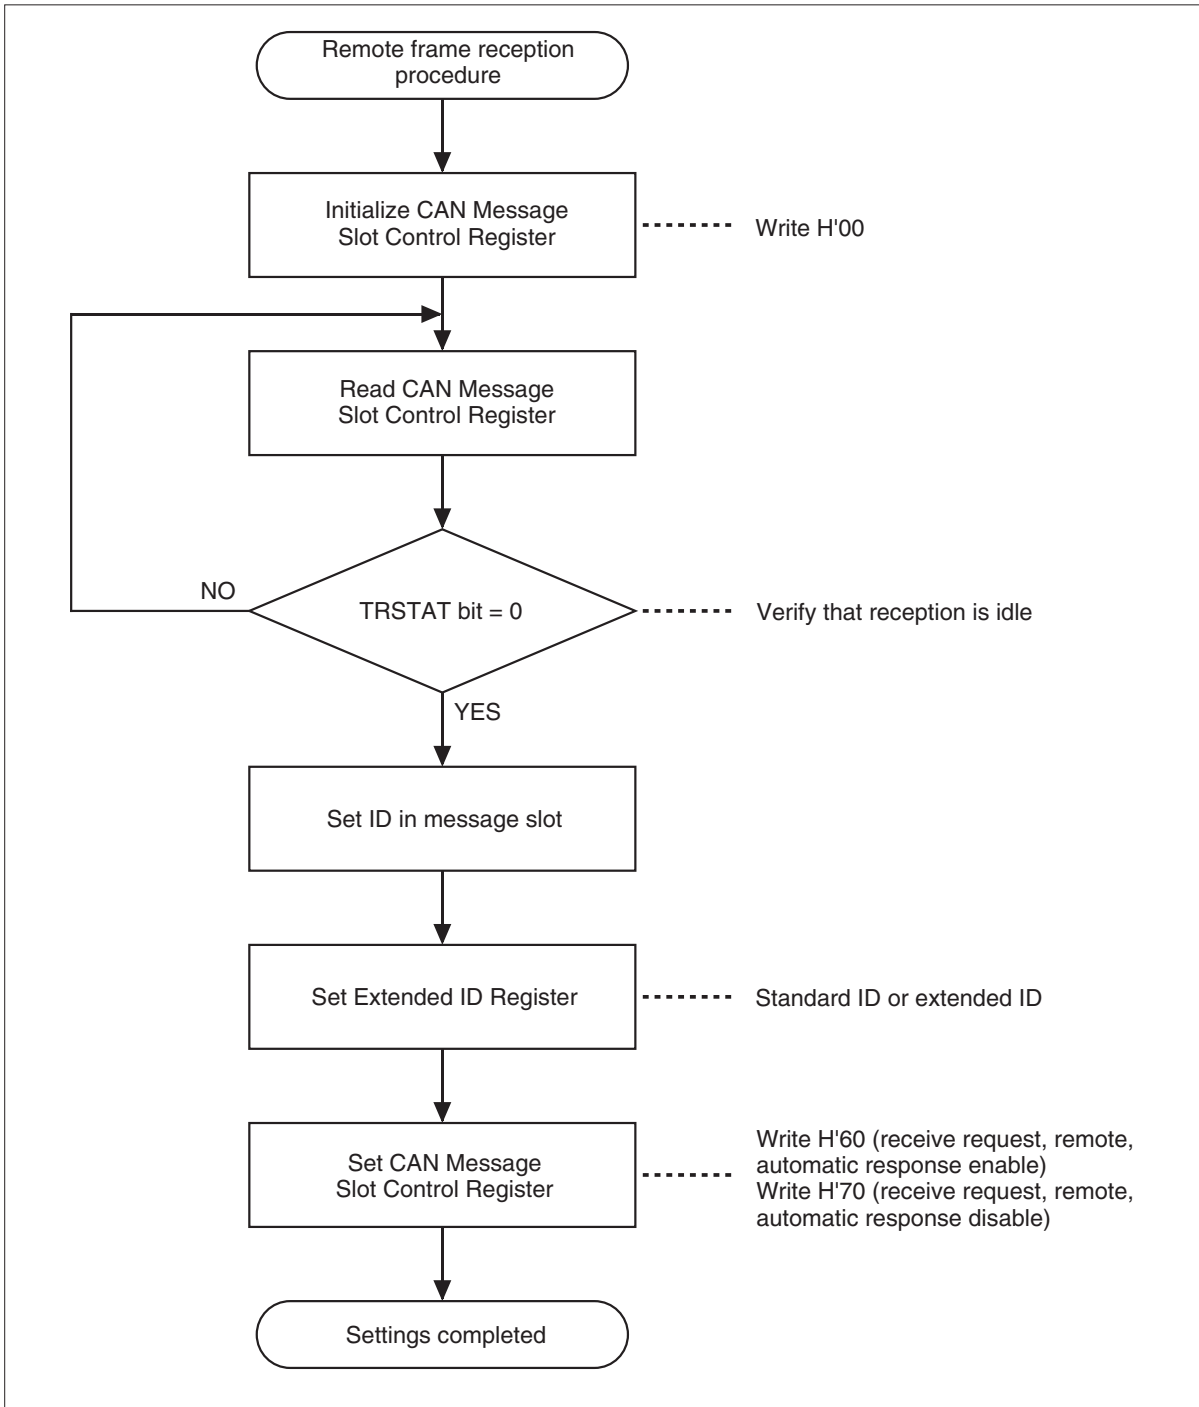 Remote frame reception
procedure
Initialize CAN Message
Slot Control Register
Write H'00
Read CAN Message
Slot Control Register
NO
TRSTAT bit = 0
Verify that reception is idle
YES
Set ID in message slot
Set Extended ID Register
Standard ID or extended ID
Set CAN Message
Slot Control Register
Write H'60 (receive request, remote,
automatic response enable)
Write H'70 (receive request, remote,
automatic response disable)
Settings completed